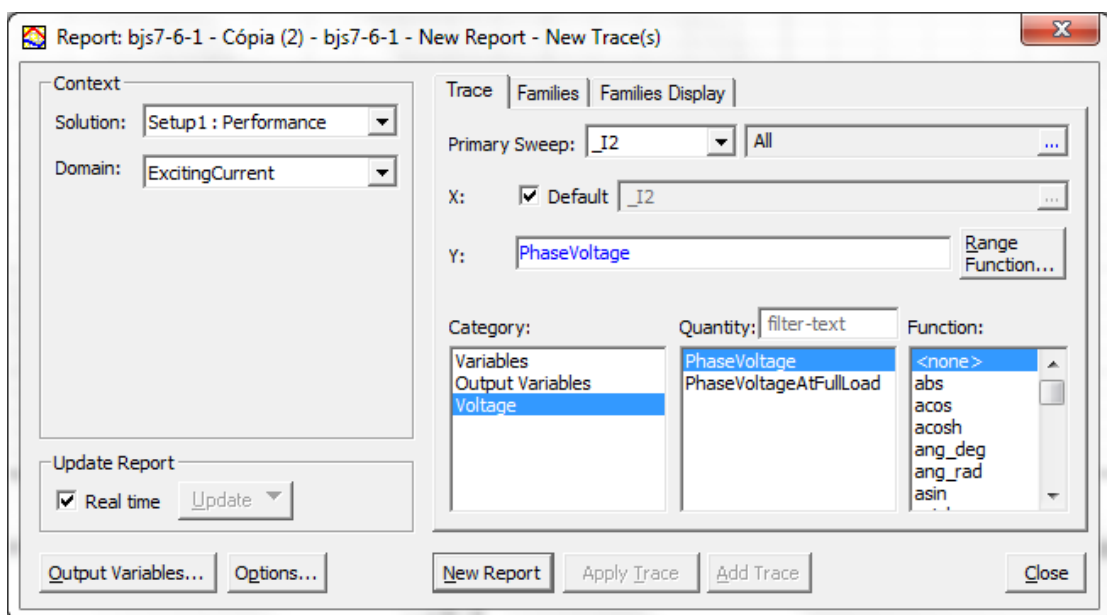 Report: bjs7-6-1 - Cópia (2) - bjs7-6-1 - New Report - New Trace(s)
Context
Solution: Setup1 : Performance
Domain: ExcitingCurrent
Update Report
Real time Update
Output Variables... Options...
Trace Families Families Display
Primary Sweep: _I2 All ...
X: Default _I2 ...
Y: PhaseVoltage Range Function...
Category: Quantity: filter-text Function:
Variables PhaseVoltage <none>
Output Variables PhaseVoltageAtFullLoad abs
Voltage acos
acosh
ang_deg
ang_rad
asin
New Report Apply Trace Add Trace Close